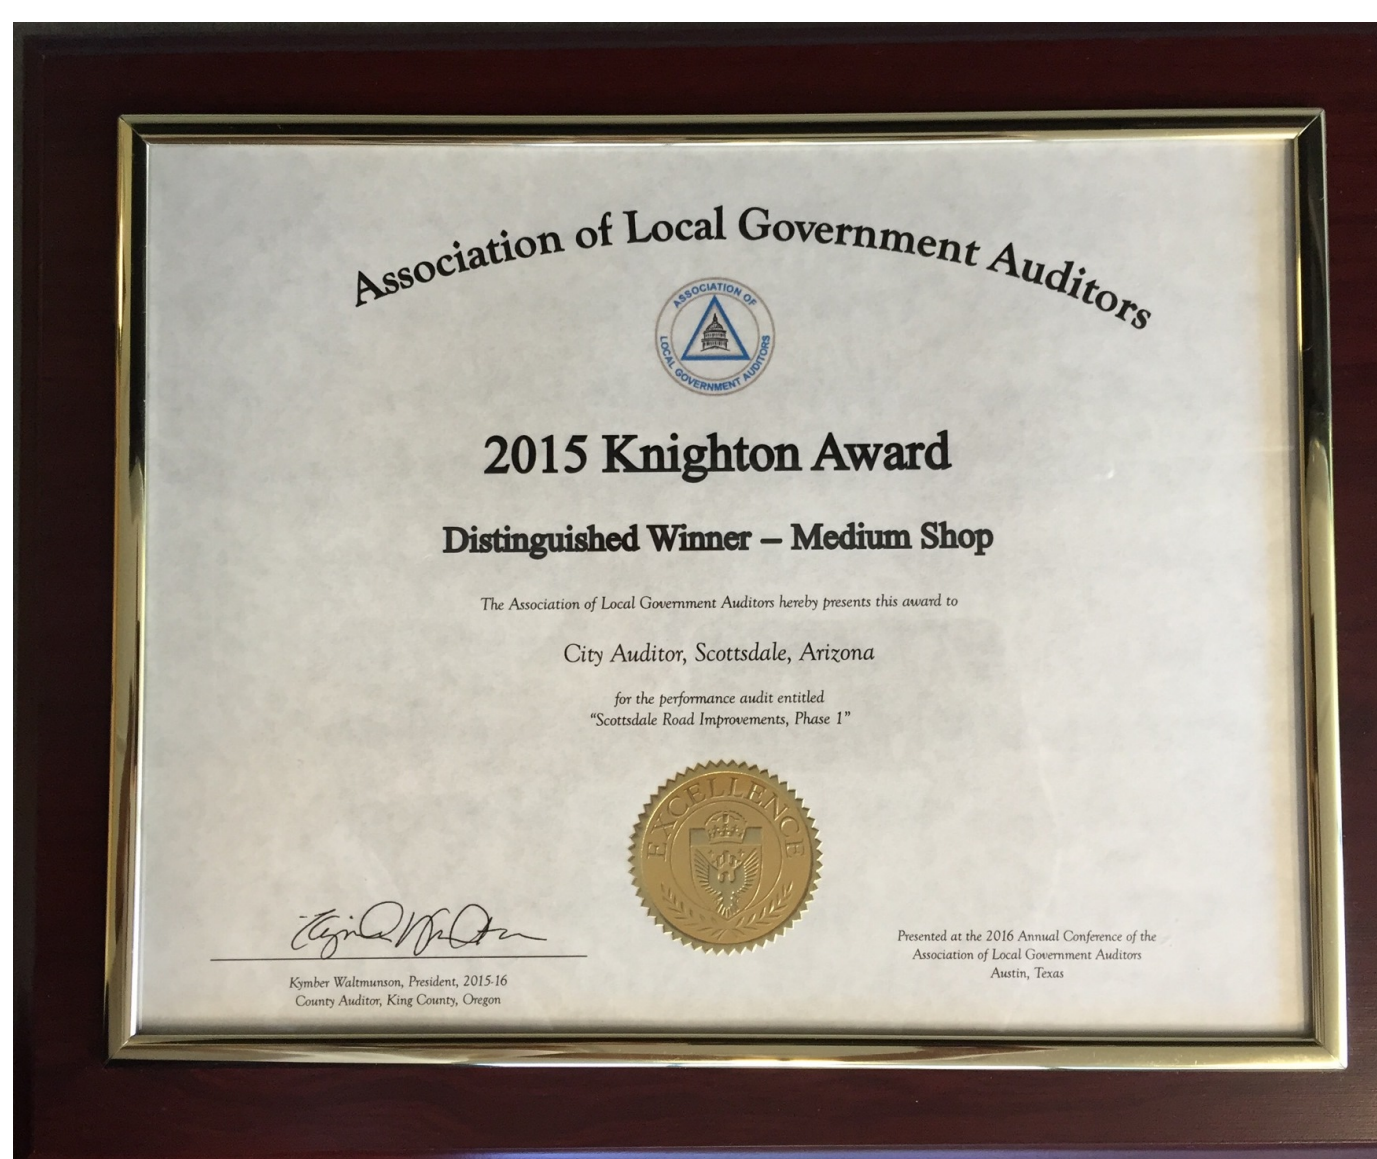 Association of Local Government Auditors
ASSOCIATION OF
LOCAL GOVERNMENT AUDITORS
2015 Knighton Award
Distinguished Winner – Medium Shop
The Association of Local Government Auditors hereby presents this award to
City Auditor, Scottsdale, Arizona
for the performance audit entitled
“Scottsdale Road Improvements, Phase 1”
EXCELLENCE
Kymber Waltmunson, President, 2015-16
County Auditor, King County, Oregon
Presented at the 2016 Annual Conference of the
Association of Local Government Auditors
Austin, Texas